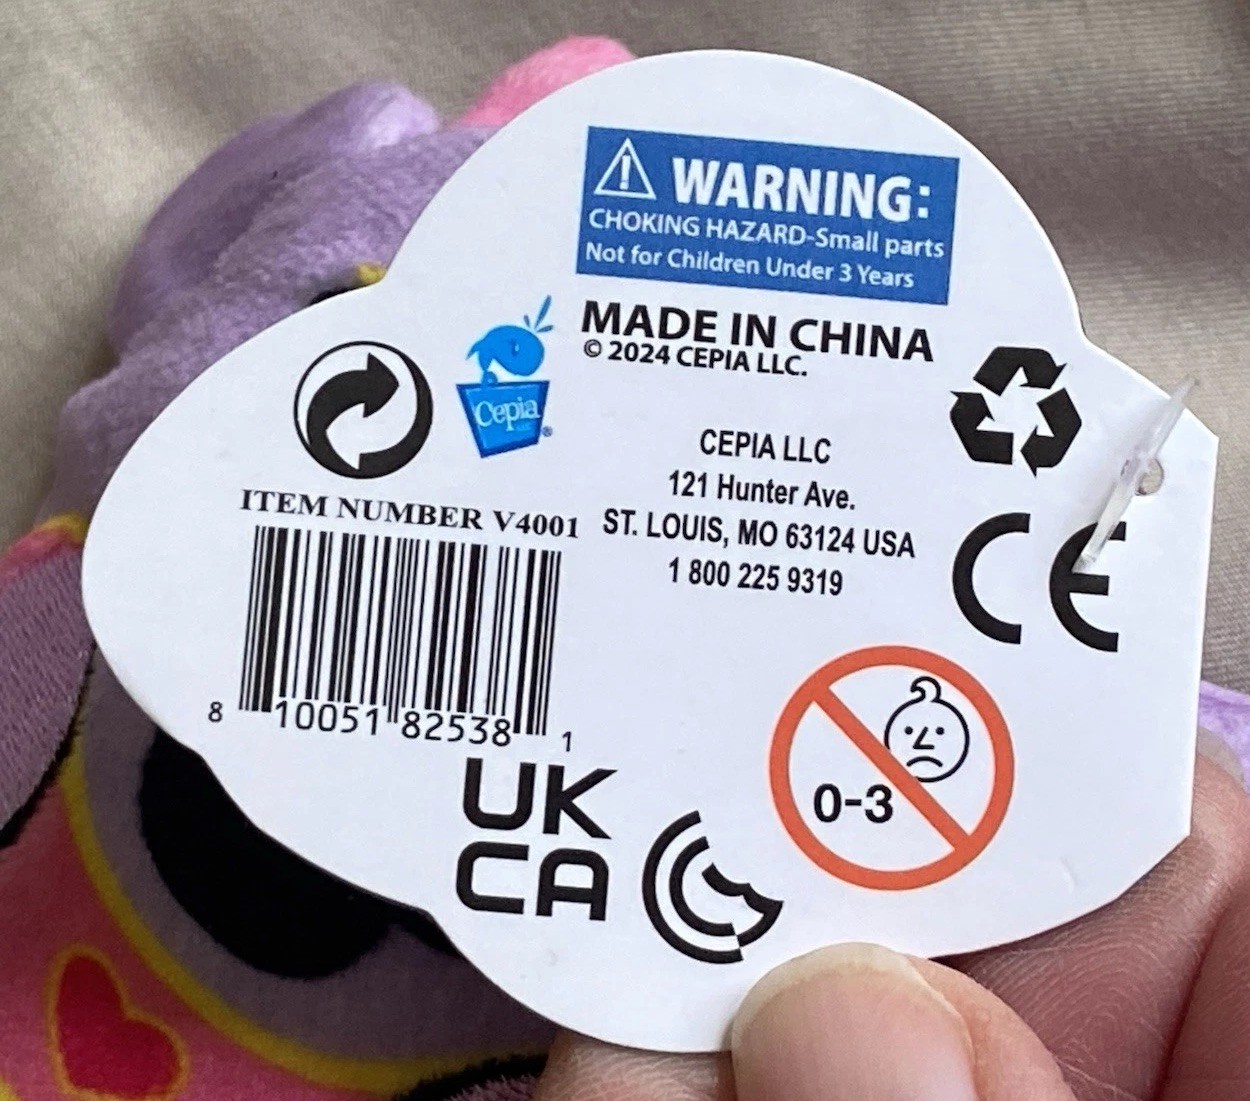 WARNING:
CHOKING HAZARD-Small parts
Not for Children Under 3 Years
MADE IN CHINA
© 2024 CEPIA LLC.
Cepia
LLC
®
CEPIA LLC
121 Hunter Ave.
ST. LOUIS, MO 63124 USA
1 800 225 9319
ITEM NUMBER V4001
8 10051 82538 1
CE
UK
CA
0-3